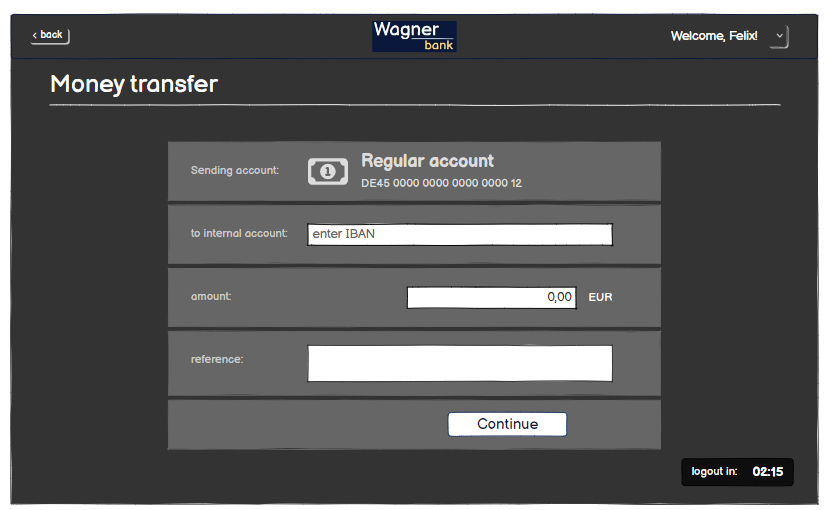 < back
Wagner
bank
Welcome, Felix!
Money transfer
Sending account:
1
Regular account
DE45 0000 0000 0000 0000 12
to internal account:
enter IBAN
amount:
0,00
EUR
reference:
Continue
logout in: 02:15